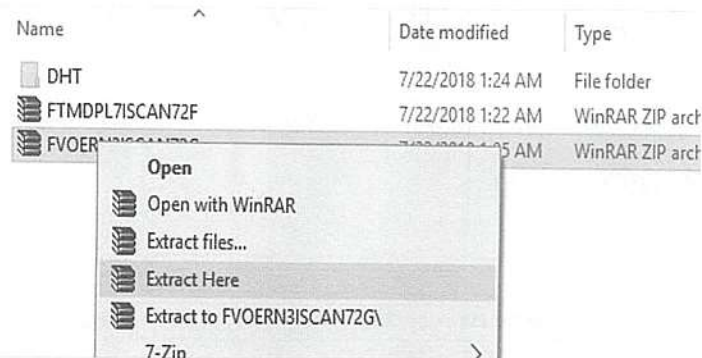 Name Date modified Type
DHT 7/22/2018 1:24 AM File folder
FTMDPL7ISCAN72F 7/22/2018 1:22 AM WinRAR ZIP arch
AM WinRAR ZIP arch
Open
Open with WinRAR
Extract files...
Extract Here
Extract to FVOERN3ISCAN72G\
7-Zip